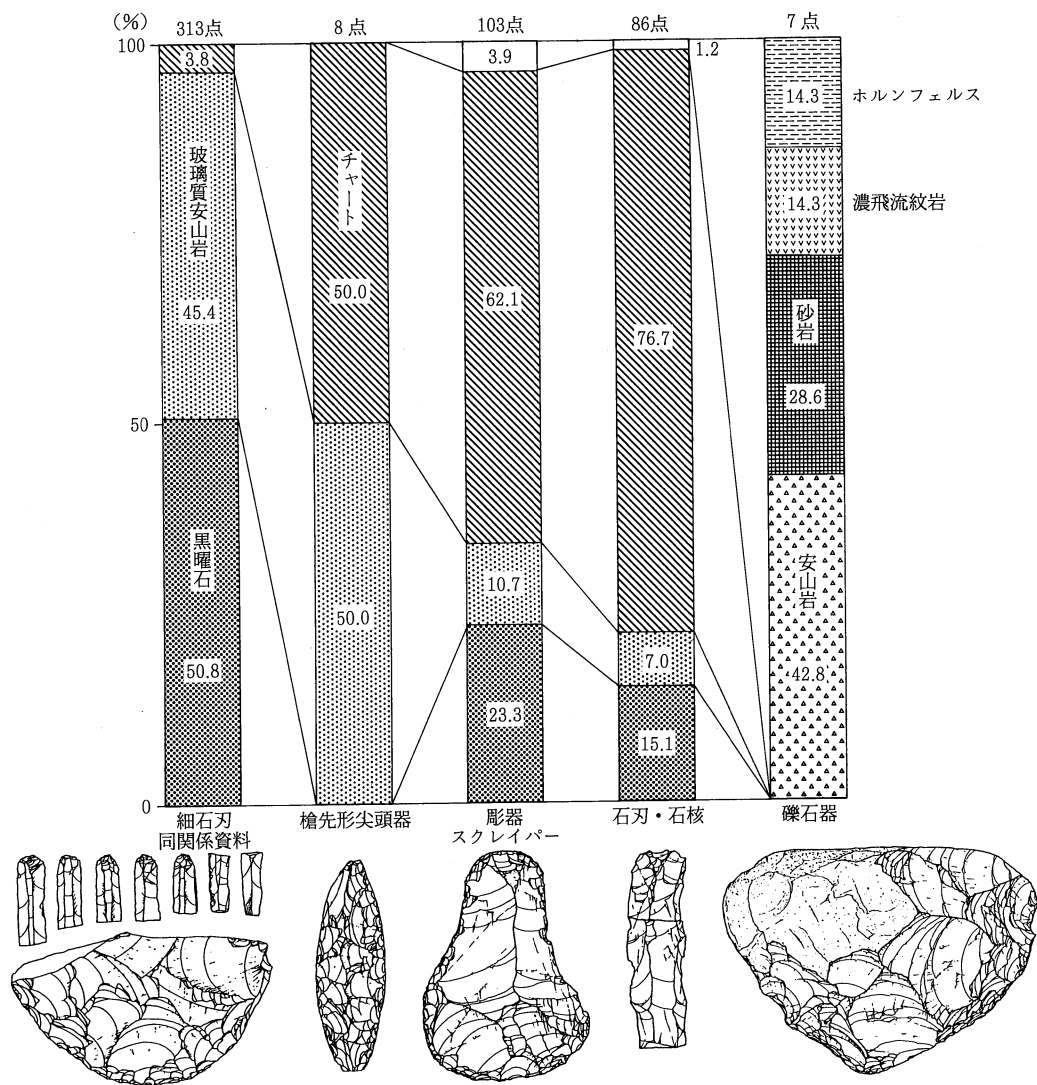 (%)
313点
8点
103点
86点
7点
100
50
0
3.8
玻璃質安山岩
45.4
黒曜石
50.8
チャート
50.0
50.0
3.9
62.1
10.7
23.3
1.2
76.7
7.0
15.1
14.3
ホルンフェルス
14.3
濃飛流紋岩
砂岩
28.6
安山岩
42.8
細石刃
同関係資料
槍先形尖頭器
彫器
スクレイパー
石刃・石核
礫石器